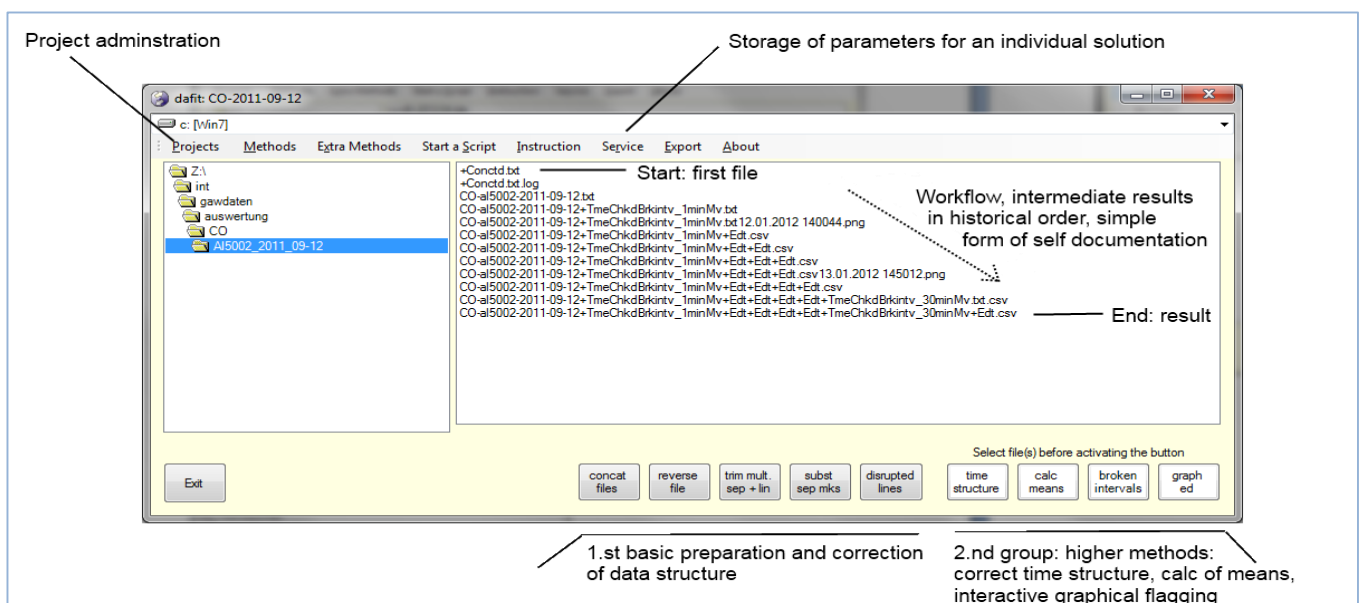 Project adminstration
Storage of parameters for an individual solution
dafit: CO-2011-09-12
c: [Win7]
Projects Methods Extra Methods Start a Script Instruction Service Export About
Z:\
int
gawdaten
auswertung
CO
AI5002_2011_09-12
+Conctd.txt
+Conctd.txt.log
CO-al5002-2011-09-12.txt
CO-al5002-2011-09-12+TmeChkdBrkintv_1minMv.txt
CO-al5002-2011-09-12+TmeChkdBrkintv_1minMv.txt12.01.2012 140044.png
CO-al5002-2011-09-12+TmeChkdBrkintv_1minMv+Edt.csv
CO-al5002-2011-09-12+TmeChkdBrkintv_1minMv+Edt+Edt.csv
CO-al5002-2011-09-12+TmeChkdBrkintv_1minMv+Edt+Edt+Edt.csv
CO-al5002-2011-09-12+TmeChkdBrkintv_1minMv+Edt+Edt+Edt.csv13.01.2012 145012.png
CO-al5002-2011-09-12+TmeChkdBrkintv_1minMv+Edt+Edt+Edt+Edt.csv
CO-al5002-2011-09-12+TmeChkdBrkintv_1minMv+Edt+Edt+Edt+Edt+TmeChkdBrkintv_30minMv.txt.csv
CO-al5002-2011-09-12+TmeChkdBrkintv_1minMv+Edt+Edt+Edt+Edt+TmeChkdBrkintv_30minMv+Edt.csv
Start: first file
Workflow, intermediate results
in historical order, simple
form of self documentation
End: result
Select file(s) before activating the button
Exit
concat
files
reverse
file
trim mult.
sep + lin
subst
sep mks
disrupted
lines
time
structure
calc
means
broken
intervals
graph
ed
1.st basic preparation and correction
of data structure
2.nd group: higher methods:
correct time structure, calc of means,
interactive graphical flagging